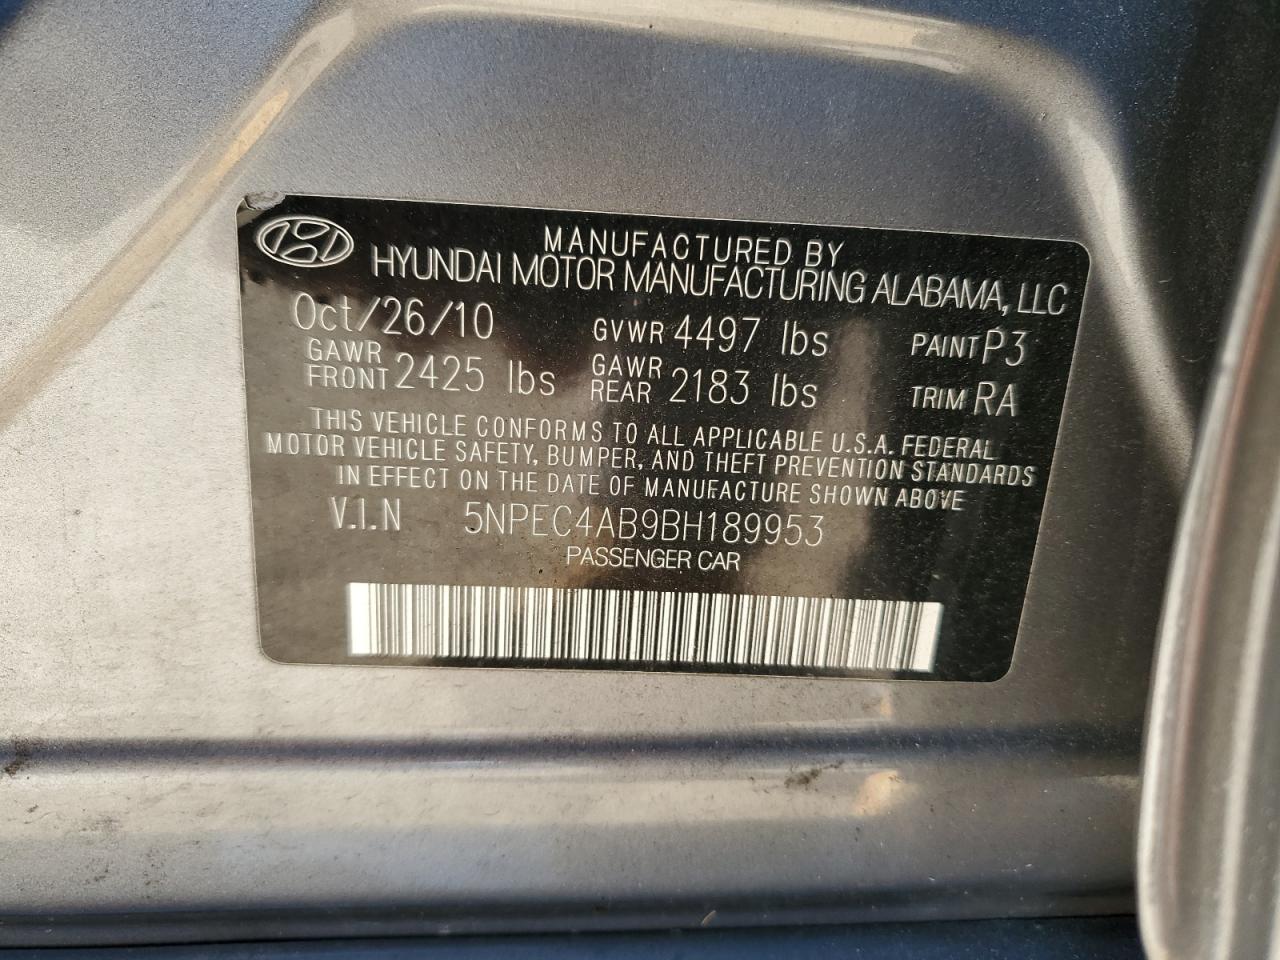 MANUFACTURED BY
HYUNDAI MOTOR MANUFACTURING ALABAMA, LLC
Oct/26/10 GVWR 4497 lbs PAINT P3
GAWR FRONT 2425 lbs GAWR REAR 2183 lbs TRIM RA
THIS VEHICLE CONFORMS TO ALL APPLICABLE U.S.A. FEDERAL
MOTOR VEHICLE SAFETY, BUMPER, AND THEFT PREVENTION STANDARDS
IN EFFECT ON THE DATE OF MANUFACTURE SHOWN ABOVE
V.I.N 5NPEC4AB9BH189953
PASSENGER CAR